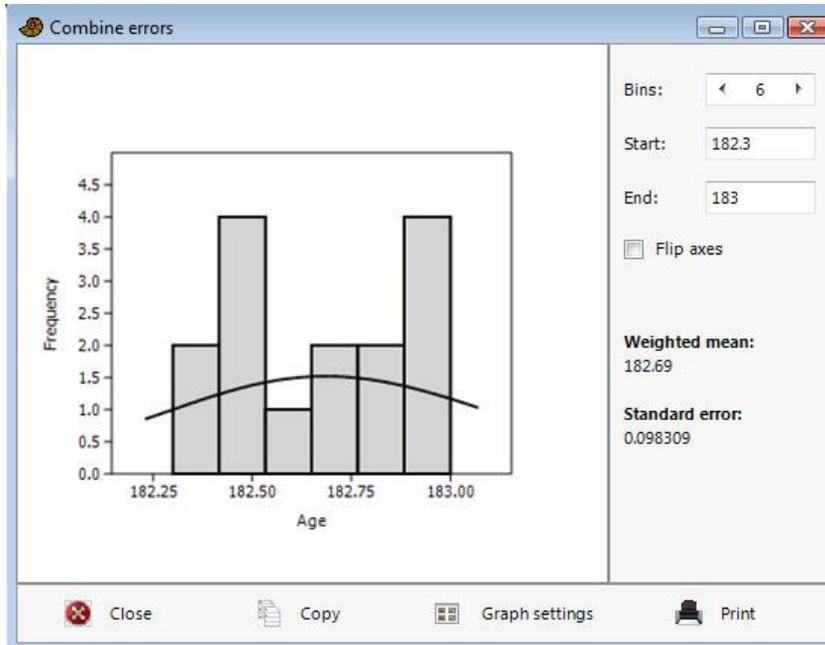 Combine errors
4.5
4.0
3.5
3.0
2.5
2.0
1.5
1.0
0.5
0.0
Frequency
182.25 182.50 182.75 183.00
Age
Bins: 6
Start: 182.3
End: 183
Flip axes
Weighted mean:
182.69
Standard error:
0.098309
Close Copy Graph settings Print